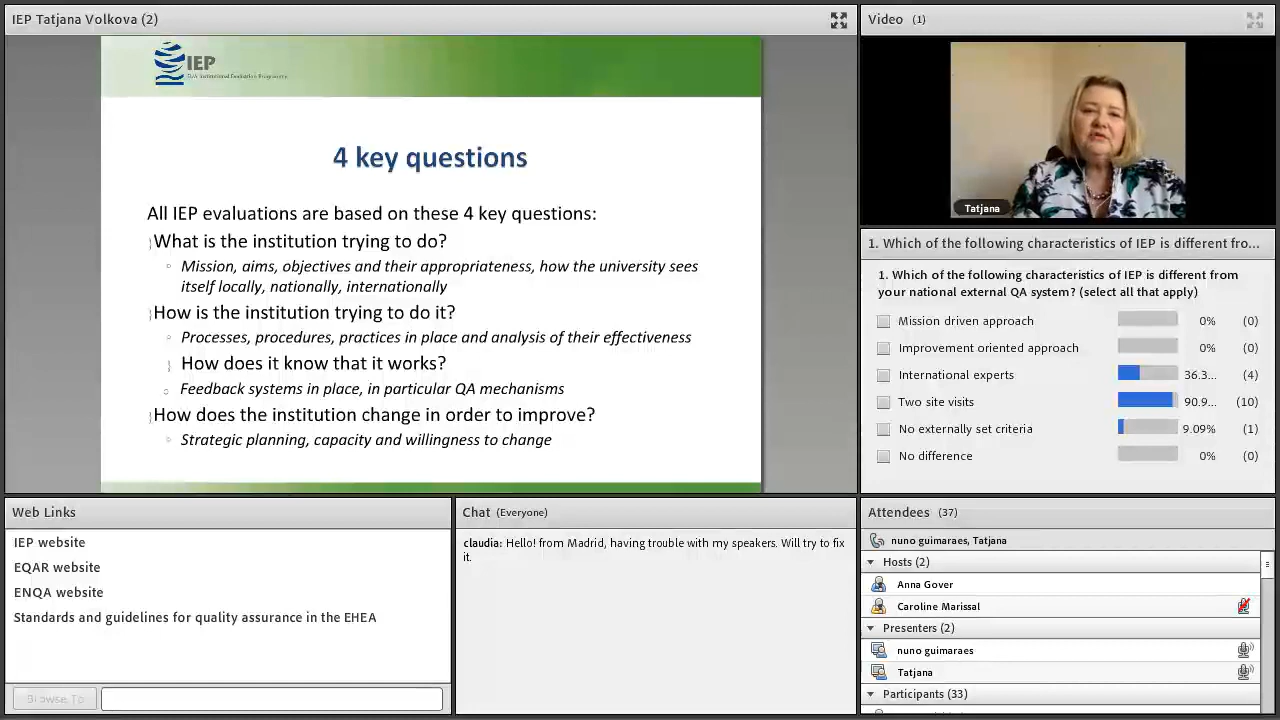 IEP Tatjana Volkova (2)
IEP
EUA Institutional Evaluation Programme
4 key questions
All IEP evaluations are based on these 4 key questions:
What is the institution trying to do?
Mission, aims, objectives and their appropriateness, how the university sees
itself locally, nationally, internationally
How is the institution trying to do it?
Processes, procedures, practices in place and analysis of their effectiveness
How does it know that it works?
Feedback systems in place, in particular QA mechanisms
How does the institution change in order to improve?
Strategic planning, capacity and willingness to change
Video (1)
Tatjana
1. Which of the following characteristics of IEP is different fro...
1. Which of the following characteristics of IEP is different from
your national external QA system? (select all that apply)
Mission driven approach 0% (0)
Improvement oriented approach 0% (0)
International experts 36.3... (4)
Two site visits 90.9... (10)
No externally set criteria 9.09% (1)
No difference 0% (0)
Web Links
IEP website
EQAR website
ENQA website
Standards and guidelines for quality assurance in the EHEA
Browse To
Chat (Everyone)
claudia: Hello! from Madrid, having trouble with my speakers. Will try to fix
it.
Attendees (37)
nuno guimaraes, Tatjana
Hosts (2)
Anna Gover
Caroline Marissal
Presenters (2)
nuno guimaraes
Tatjana
Participants (33)